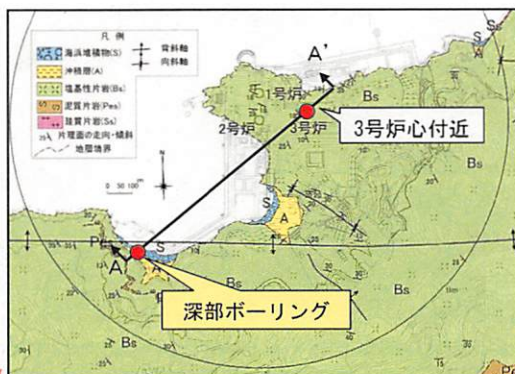 凡　例
海浜堆積物(S)
沖積層(A)
塩基性片岩(Bs)
泥質片岩(Pes)
珪質片岩(Ss)
片理面の走向・傾斜
地層境界
背斜軸
向斜軸
N
0 50 100m
A'
1号炉
2号炉
3号炉
Bs
3号炉心付近
S
A
S
A
S
A
A
Bs
Bs
Bs
深部ボーリング